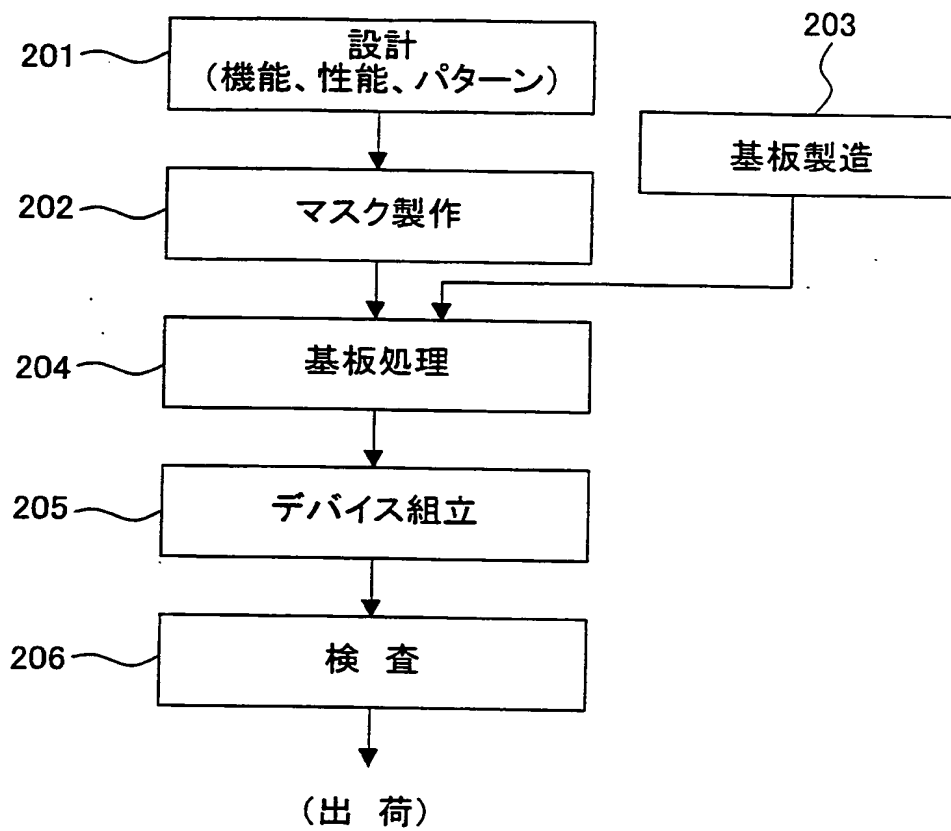 201
設計
(機能、性能、パターン)
203
基板製造
202
マスク製作
204
基板処理
205
デバイス組立
206
検 査
(出 荷)